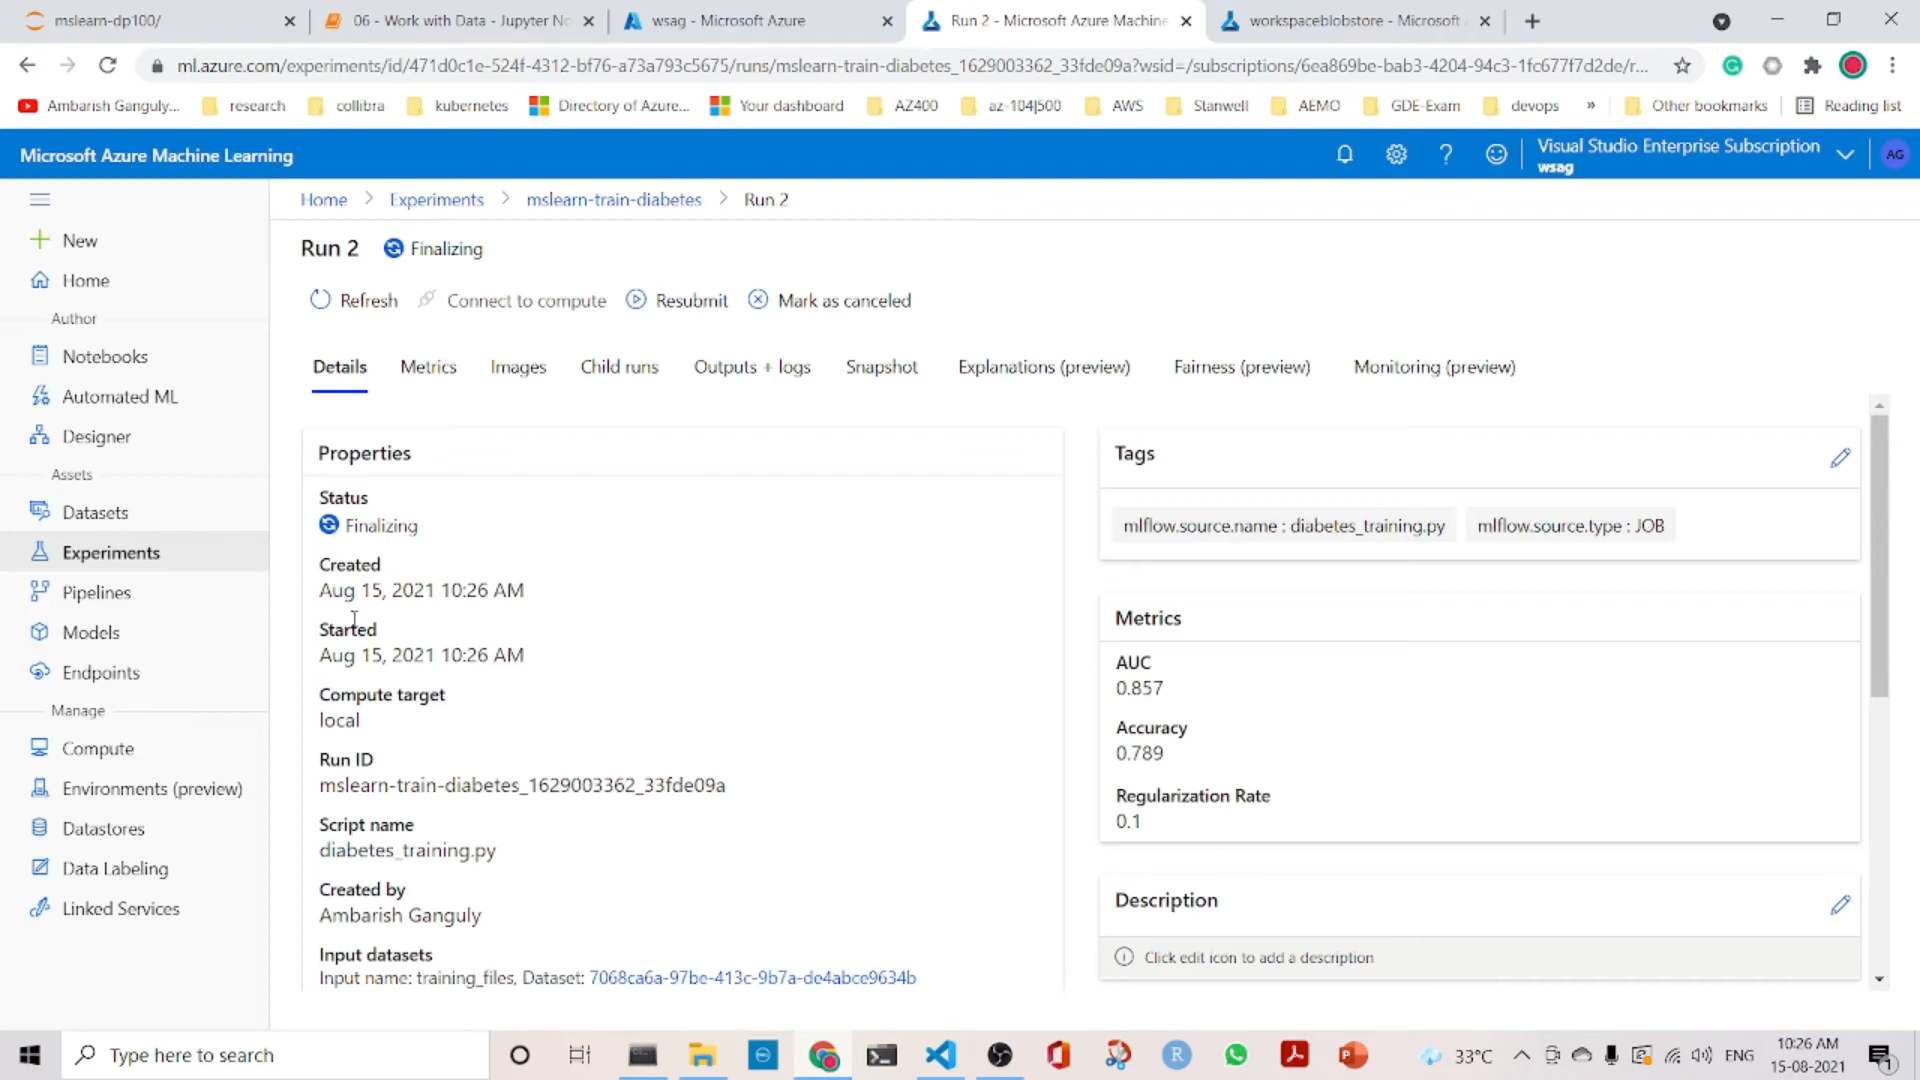 mslearn-dp100/
06 - Work with Data - Jupyter No
wsag - Microsoft Azure
Run 2 - Microsoft Azure Machine
workspaceblobstore - Microsoft
ml.azure.com/experiments/id/471d0c1e-524f-4312-bf76-a73a793c5675/runs/mslearn-train-diabetes_1629003362_33fde09a?wsid=/subscriptions/6ea869be-bab3-4204-94c3-1fc677f7d2de/r...
Ambarish Ganguly... research collibra kubernetes Directory of Azure... Your dashboard AZ400 az-104|500 AWS Stanwell AEMO GDE-Exam devops » Other bookmarks Reading list
Microsoft Azure Machine Learning
Visual Studio Enterprise Subscription
wsag
AG
New
Home
Author
Notebooks
Automated ML
Designer
Assets
Datasets
Experiments
Pipelines
Models
Endpoints
Manage
Compute
Environments (preview)
Datastores
Data Labeling
Linked Services
Home > Experiments > mslearn-train-diabetes > Run 2
Run 2 Finalizing
Refresh Connect to compute Resubmit Mark as canceled
Details Metrics Images Child runs Outputs + logs Snapshot Explanations (preview) Fairness (preview) Monitoring (preview)
Properties
Status
Finalizing
Created
Aug 15, 2021 10:26 AM
Started
Aug 15, 2021 10:26 AM
Compute target
local
Run ID
mslearn-train-diabetes_1629003362_33fde09a
Script name
diabetes_training.py
Created by
Ambarish Ganguly
Input datasets
Input name: training_files, Dataset: 7068ca6a-97be-413c-9b7a-de4abce9634b
Tags
mlflow.source.name : diabetes_training.py mlflow.source.type : JOB
Metrics
AUC
0.857
Accuracy
0.789
Regularization Rate
0.1
Description
Click edit icon to add a description
Type here to search
33°C
ENG
10:26 AM
15-08-2021
1